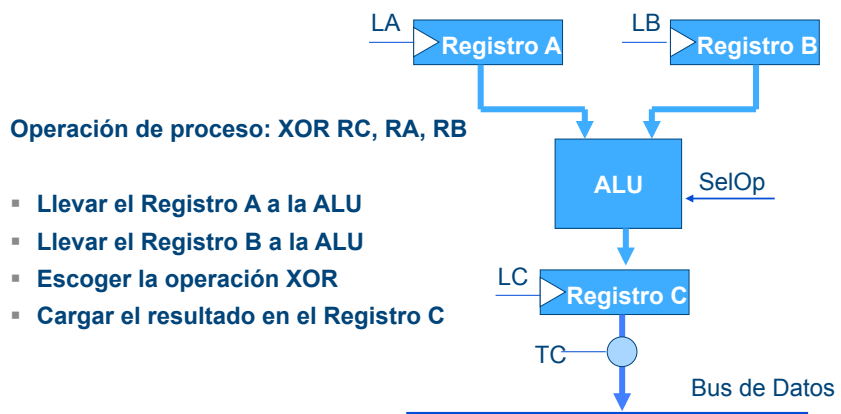 LA
Registro A
LB
Registro B
Operación de proceso: XOR RC, RA, RB
▪ Llevar el Registro A a la ALU
▪ Llevar el Registro B a la ALU
▪ Escoger la operación XOR
▪ Cargar el resultado en el Registro C
ALU
SelOp
LC
Registro C
TC
Bus de Datos